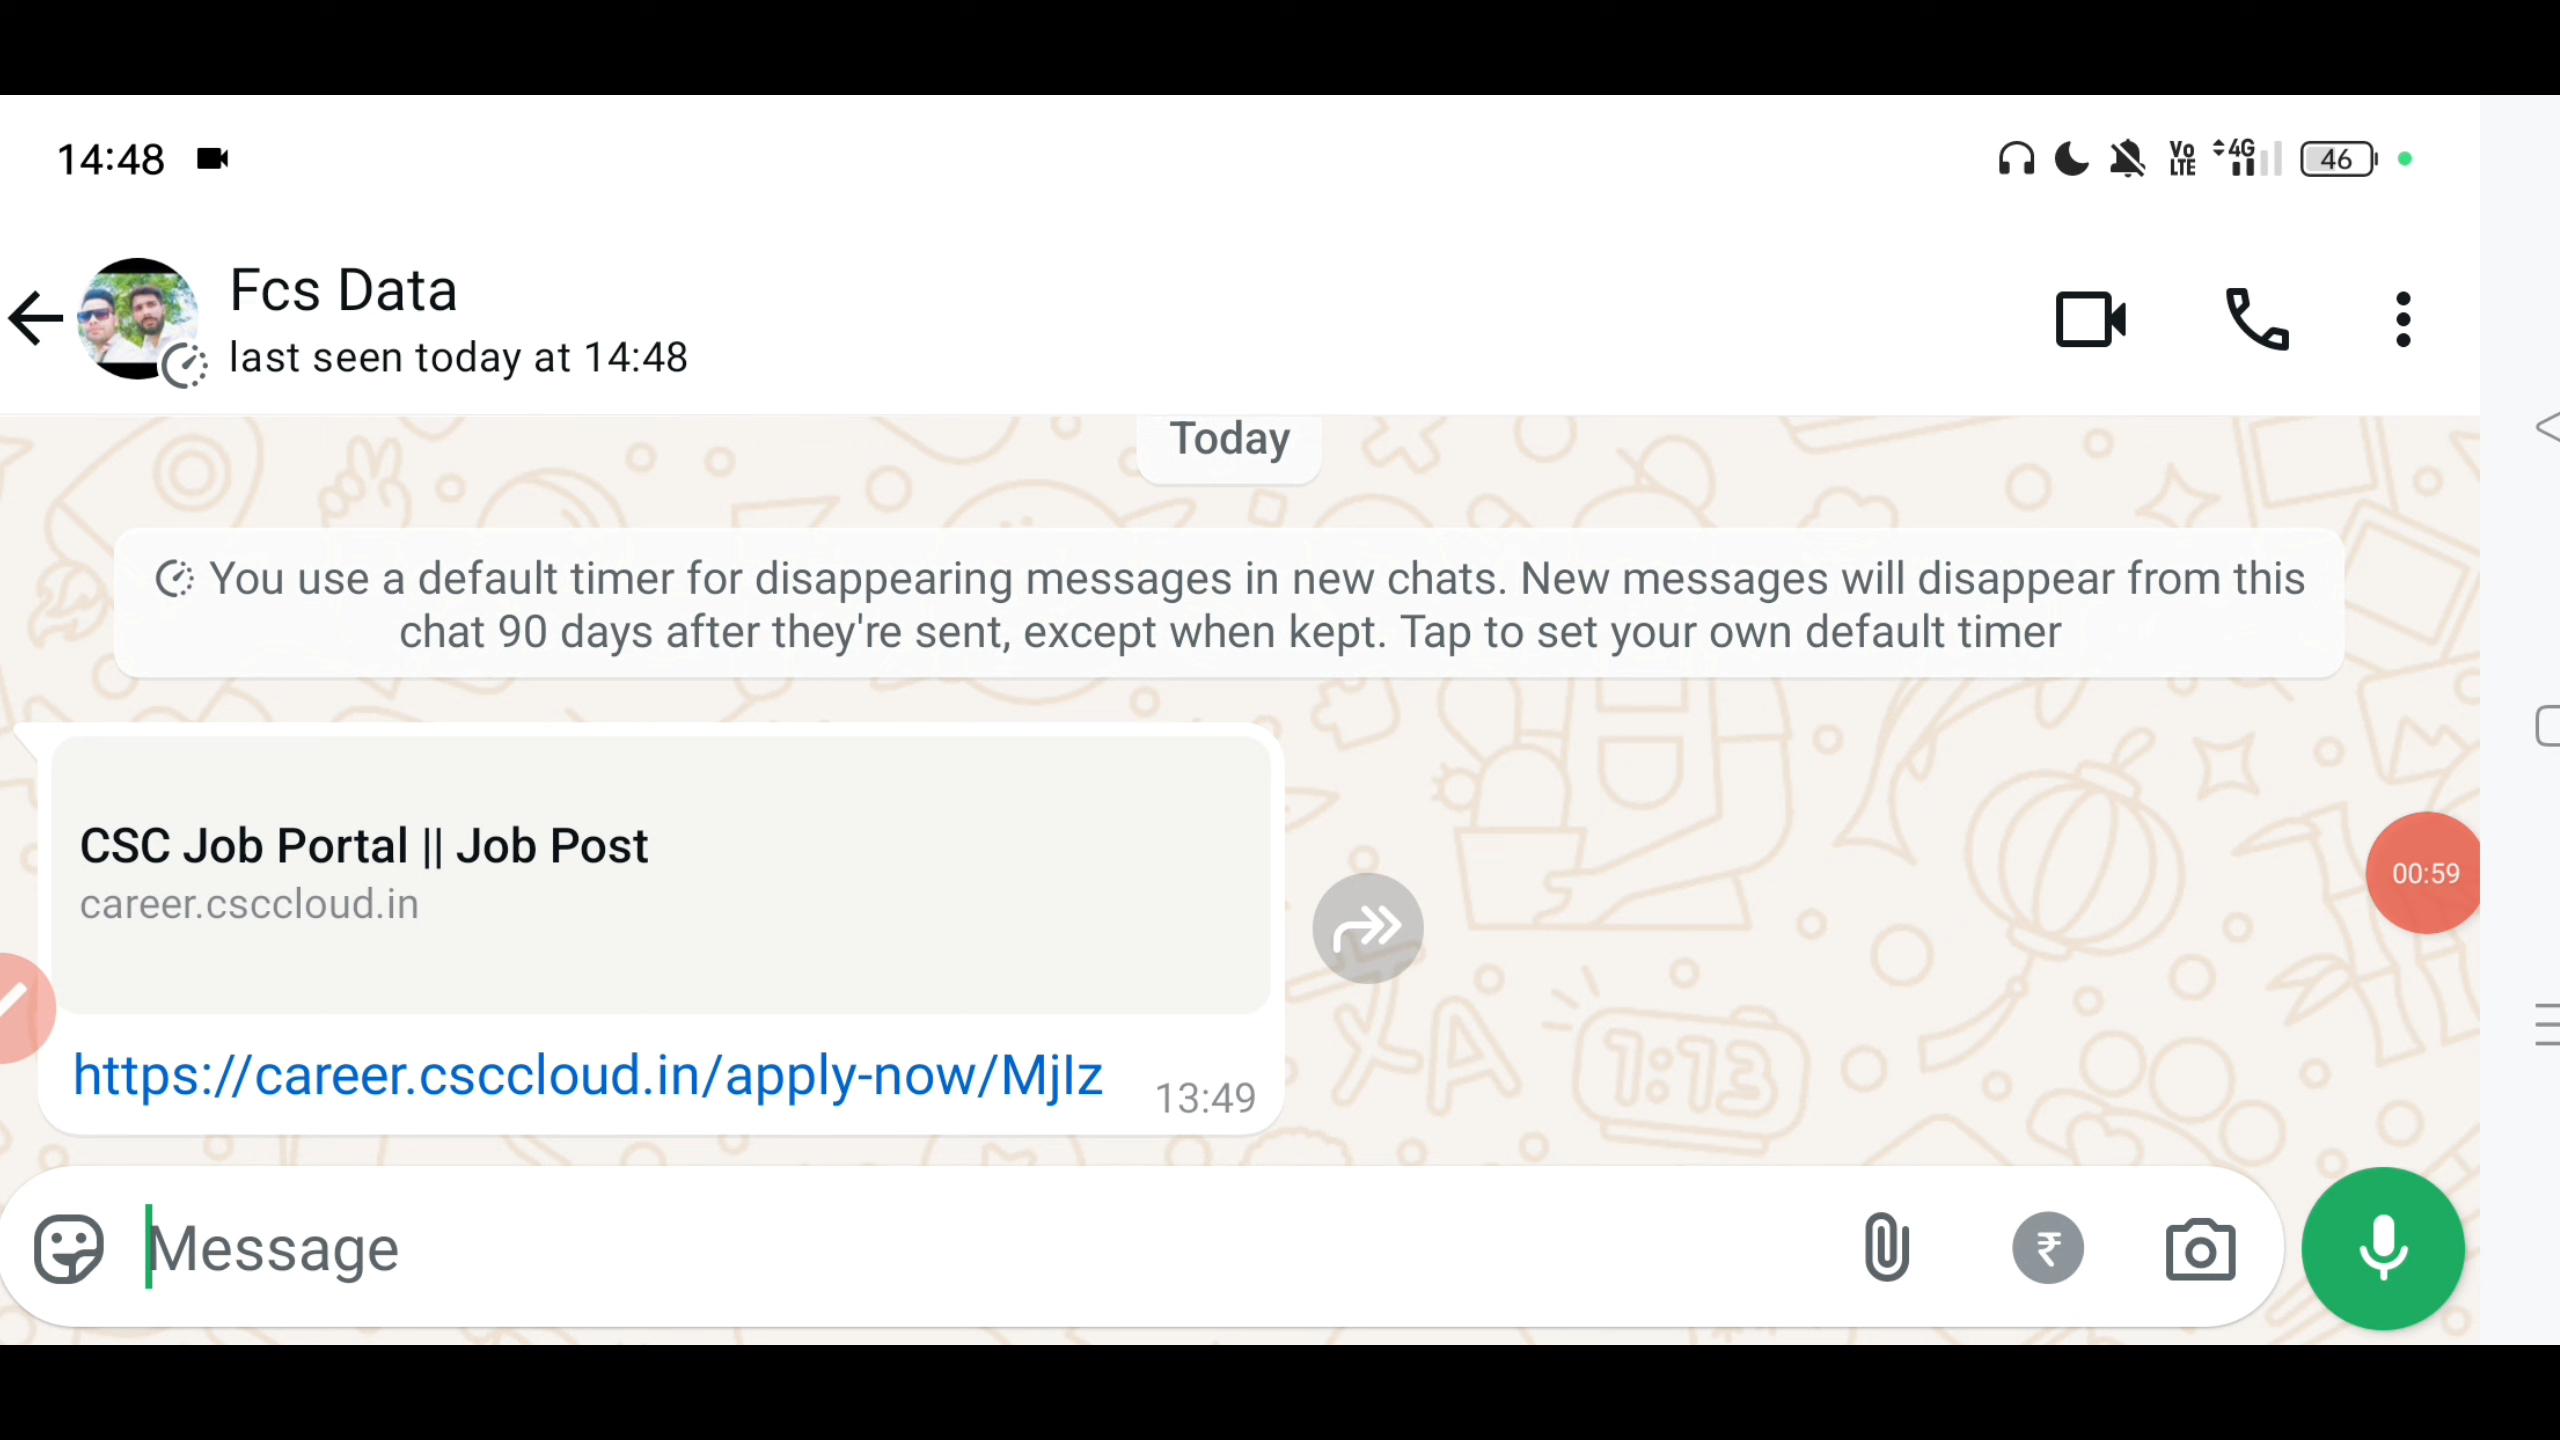 14:48
Vo LTE 4G 46
Fcs Data
last seen today at 14:48
Today
You use a default timer for disappearing messages in new chats. New messages will disappear from this
chat 90 days after they're sent, except when kept. Tap to set your own default timer
CSC Job Portal || Job Post
career.csccloud.in
00:59
https://career.csccloud.in/apply-now/MjIz
13:49
Message